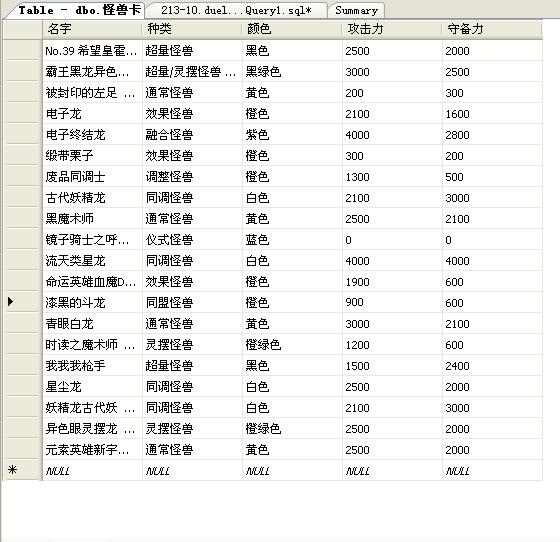 Table - dbo.怪兽卡 213-10.duel...Query1.sql* Summary
名字 种类 颜色 攻击力 守备力
No.39 希望皇霍... 超量怪兽 黑色 2500 2000
霸王黑龙异色... 超量/灵摆怪兽 ... 黑绿色 3000 2500
被封印的左足 ... 通常怪兽 黄色 200 300
电子龙 效果怪兽 橙色 2100 1600
电子终结龙 融合怪兽 紫色 4000 2800
缎带栗子 效果怪兽 橙色 300 200
废品同调士 调整怪兽 橙色 1300 500
古代妖精龙 同调怪兽 白色 2100 3000
黑魔术师 通常怪兽 黄色 2500 2100
镜子骑士之呼... 仪式怪兽 蓝色 0 0
流天类星龙 同调怪兽 白色 4000 4000
命运英雄血魔D... 效果怪兽 橙色 1900 600
漆黑的斗龙 同盟怪兽 橙色 900 600
青眼白龙 通常怪兽 黄色 3000 2100
时读之魔术师 ... 灵摆怪兽 橙绿色 1200 600
我我我枪手 超量怪兽 黑色 1500 2400
星尘龙 同调怪兽 白色 2500 2000
妖精龙古代妖 ... 同调怪兽 白色 2100 3000
异色眼灵摆龙 ... 灵摆怪兽 橙绿色 2500 2000
元素英雄新宇... 通常怪兽 黄色 2500 2000
NULL NULL NULL NULL NULL